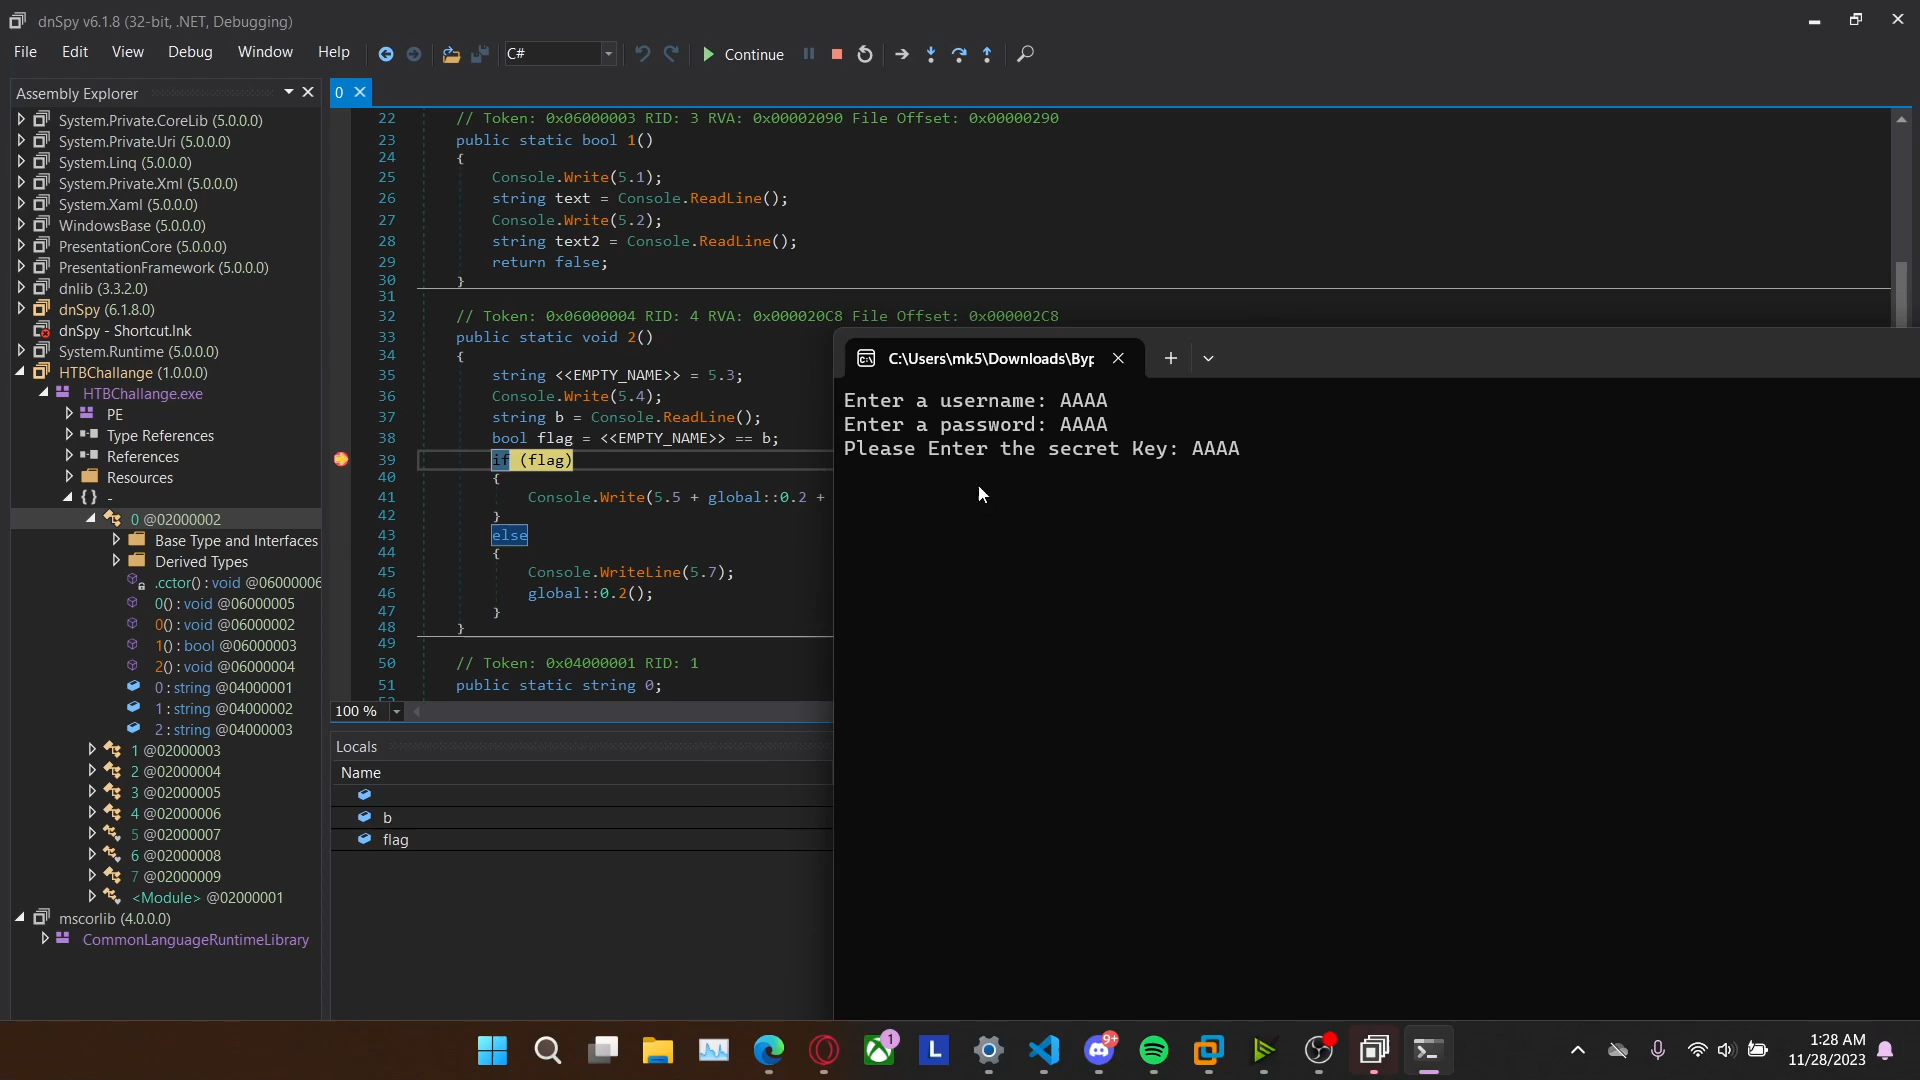 dnSpy v6.1.8 (32-bit, .NET, Debugging)
File Edit View Debug Window Help C# Continue
Assembly Explorer
System.Private.CoreLib (5.0.0.0)
System.Private.Uri (5.0.0.0)
System.Linq (5.0.0.0)
System.Private.Xml (5.0.0.0)
System.Xaml (5.0.0.0)
WindowsBase (5.0.0.0)
PresentationCore (5.0.0.0)
PresentationFramework (5.0.0.0)
dnlib (3.3.2.0)
dnSpy (6.1.8.0)
dnSpy - Shortcut.lnk
System.Runtime (5.0.0.0)
HTBChallange (1.0.0.0)
HTBChallange.exe
PE
Type References
References
Resources
{ } -
0 @02000002
Base Type and Interfaces
Derived Types
.cctor() : void @06000006
0() : void @06000005
0() : void @06000002
1() : bool @06000003
2() : void @06000004
0 : string @04000001
1 : string @04000002
2 : string @04000003
1 @02000003
2 @02000004
3 @02000005
4 @02000006
5 @02000007
6 @02000008
7 @02000009
<Module> @02000001
mscorlib (4.0.0.0)
CommonLanguageRuntimeLibrary
0
22 // Token: 0x06000003 RID: 3 RVA: 0x00002090 File Offset: 0x00000290
23 public static bool 1()
24 {
25 Console.Write(5.1);
26 string text = Console.ReadLine();
27 Console.Write(5.2);
28 string text2 = Console.ReadLine();
29 return false;
30 }
31
32 // Token: 0x06000004 RID: 4 RVA: 0x000020C8 File Offset: 0x000002C8
33 public static void 2()
34 {
35 string <<EMPTY_NAME>> = 5.3;
36 Console.Write(5.4);
37 string b = Console.ReadLine();
38 bool flag = <<EMPTY_NAME>> == b;
39 if (flag)
40 {
41 Console.Write(5.5 + global::0.2 +
42 }
43 else
44 {
45 Console.WriteLine(5.7);
46 global::0.2();
47 }
48 }
49
50 // Token: 0x04000001 RID: 1
51 public static string 0;
100 %
Locals
Name
b
flag
C:\Users\mk5\Downloads\Byp
Enter a username: AAAA
Enter a password: AAAA
Please Enter the secret Key: AAAA
1
L
9+
1:28 AM
11/28/2023